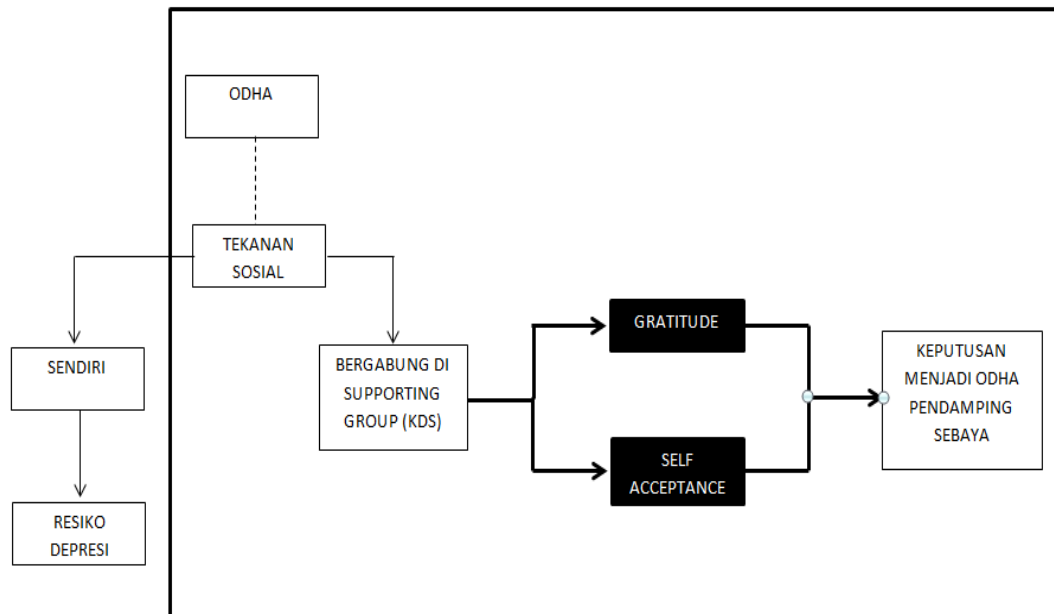 ODHA
TEKANAN
SOSIAL
SENDIRI
RESIKO
DEPRESI
BERGABUNG DI
SUPPORTING
GROUP (KDS)
GRATITUDE
SELF
ACCEPTANCE
KEPUTUSAN
MENJADI ODHA
PENDAMPING
SEBAYA